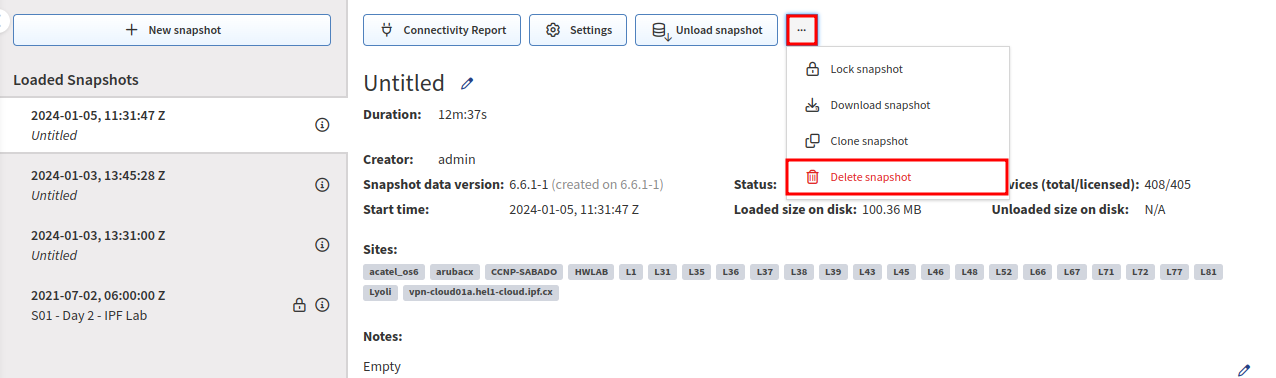 New snapshot
Loaded Snapshots
2024-01-05, 11:31:47 Z
Untitled
2024-01-03, 13:45:28 Z
Untitled
2024-01-03, 13:31:00 Z
Untitled
2021-07-02, 06:00:00 Z
S01 - Day 2 - IPF Lab
Connectivity Report Settings Unload snapshot ...
Lock snapshot
Download snapshot
Clone snapshot
Delete snapshot
Untitled
Duration: 12m:37s
Creator: admin
Snapshot data version: 6.6.1-1 (created on 6.6.1-1) Status: vices (total/licensed): 408/405
Start time: 2024-01-05, 11:31:47 Z Loaded size on disk: 100.36 MB Unloaded size on disk: N/A
Sites:
acatel_os6 arubacx CCNP-SABADO HWLAB L1 L31 L35 L36 L37 L38 L39 L43 L45 L46 L48 L52 L66 L67 L71 L72 L77 L81
Lyoli vpn-cloud01a.hel1-cloud.ipf.cx
Notes:
Empty